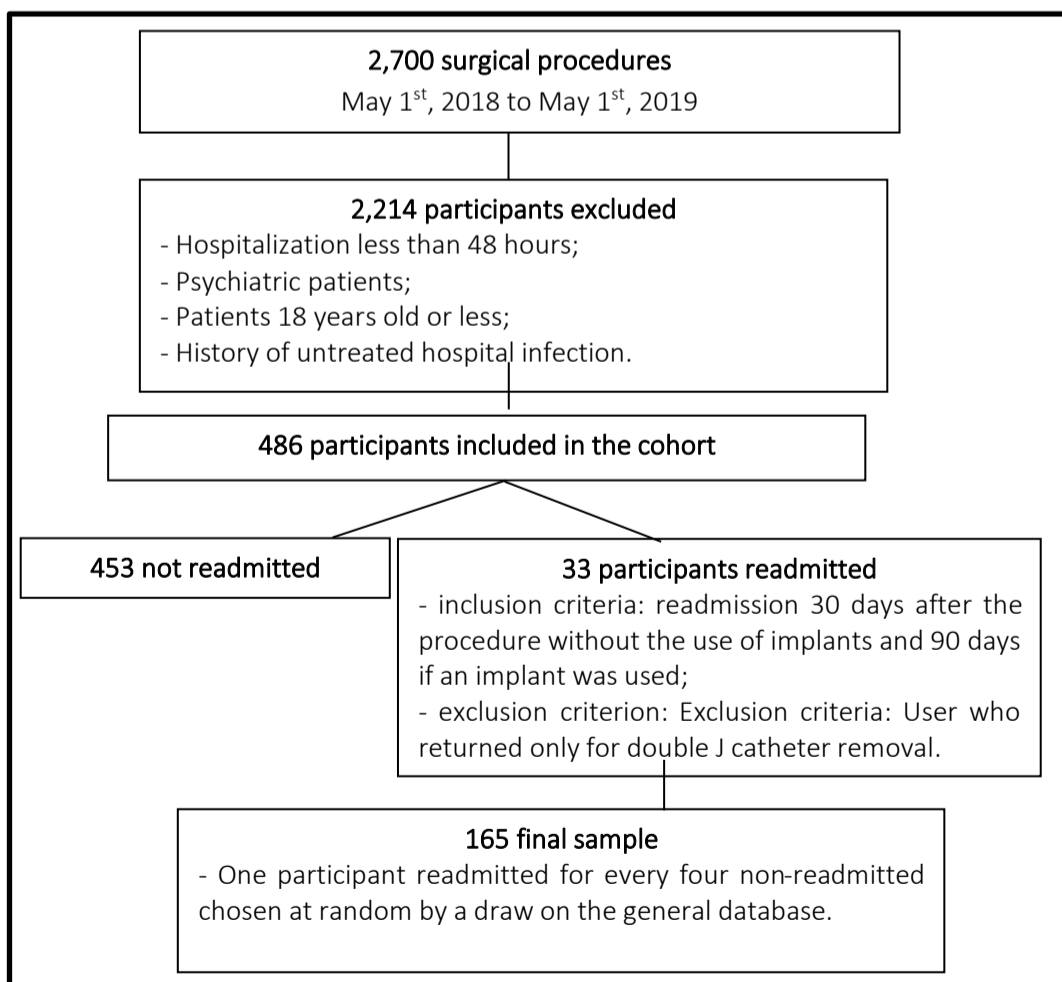 2,700 surgical procedures
May 1st, 2018 to May 1st, 2019
2,214 participants excluded
- Hospitalization less than 48 hours;
- Psychiatric patients;
- Patients 18 years old or less;
- History of untreated hospital infection.
486 participants included in the cohort
453 not readmitted
33 participants readmitted
- inclusion criteria: readmission 30 days after the
procedure without the use of implants and 90 days
if an implant was used;
- exclusion criterion: Exclusion criteria: User who
returned only for double J catheter removal.
165 final sample
- One participant readmitted for every four non-readmitted
chosen at random by a draw on the general database.